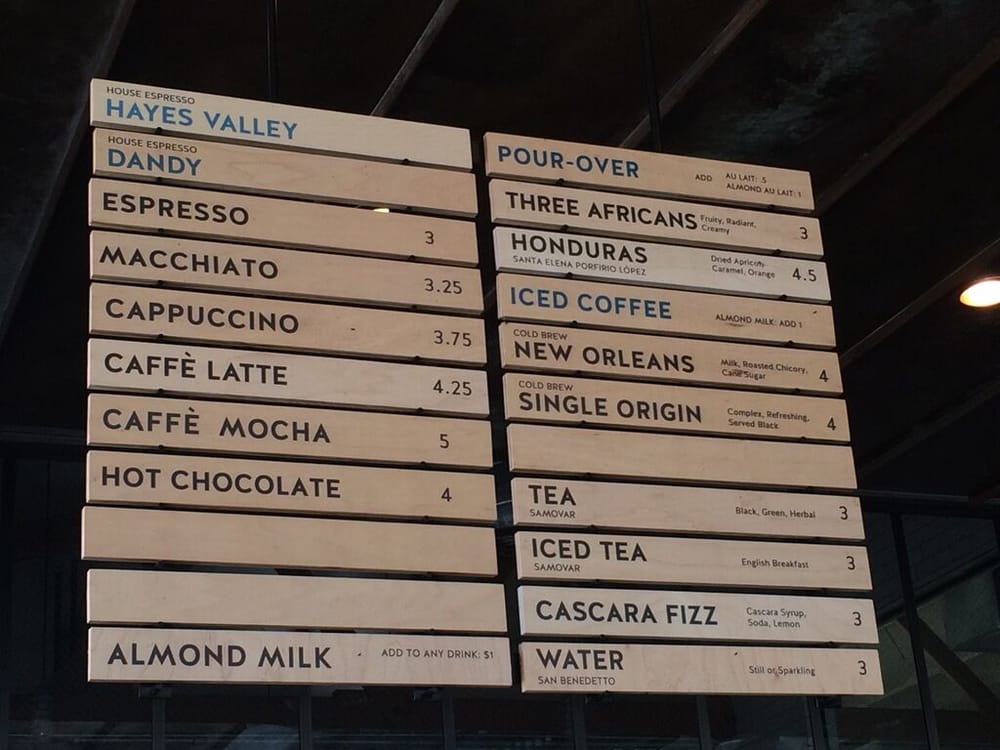 HOUSE ESPRESSO
HAYES VALLEY
HOUSE ESPRESSO
DANDY
ESPRESSO 3
MACCHIATO 3.25
CAPPUCCINO 3.75
CAFFÈ LATTE 4.25
CAFFÈ MOCHA 5
HOT CHOCOLATE 4
ALMOND MILK ADD TO ANY DRINK: $1
POUR-OVER ADD AU LAIT: .5
ALMOND AU LAIT: 1
THREE AFRICANS Fruity, Radiant,
Creamy 3
HONDURAS Dried Apricot,
SANTA ELENA PORFIRIO LÓPEZ Caramel, Orange 4.5
ICED COFFEE ALMOND MILK: ADD 1
COLD BREW
NEW ORLEANS Milk, Roasted Chicory,
Cane Sugar 4
COLD BREW
SINGLE ORIGIN Complex, Refreshing,
Served Black 4
TEA Black, Green, Herbal 3
SAMOVAR
ICED TEA English Breakfast 3
SAMOVAR
CASCARA FIZZ Cascara Syrup,
Soda, Lemon 3
WATER Still or Sparkling 3
SAN BENEDETTO